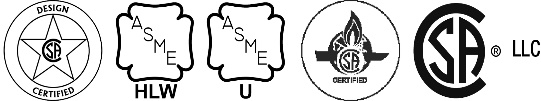 DESIGN
CSA
CERTIFIED
ASME
HLW
ASME
U
CSA
CERTIFIED
CSA ® LLC